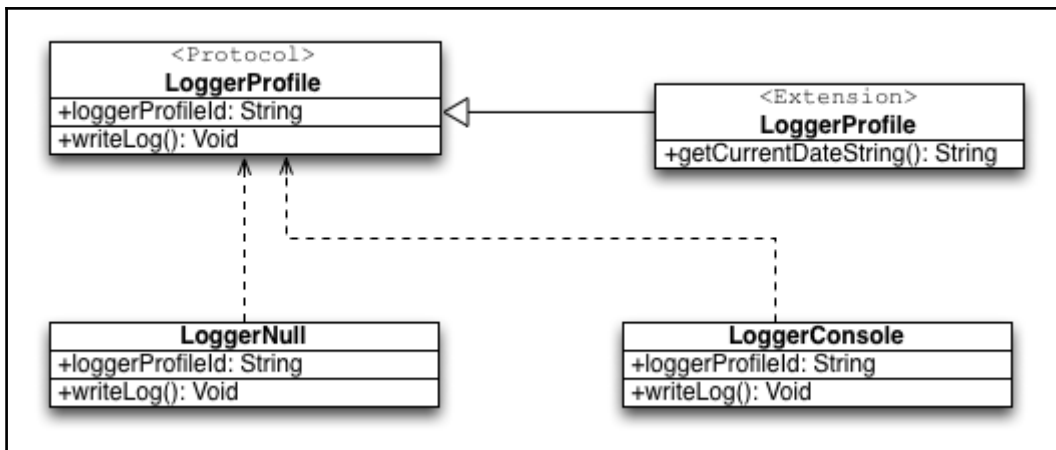 <Protocol>
LoggerProfile
+loggerProfileId: String
+writeLog(): Void
<Extension>
LoggerProfile
+getCurrentDateString(): String
LoggerNull
+loggerProfileId: String
+writeLog(): Void
LoggerConsole
+loggerProfileId: String
+writeLog(): Void